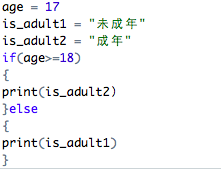 age = 17
is_adult1 = "未成年"
is_adult2 = "成年"
if(age>=18)
{
print(is_adult2)
}else
{
print(is_adult1)
}